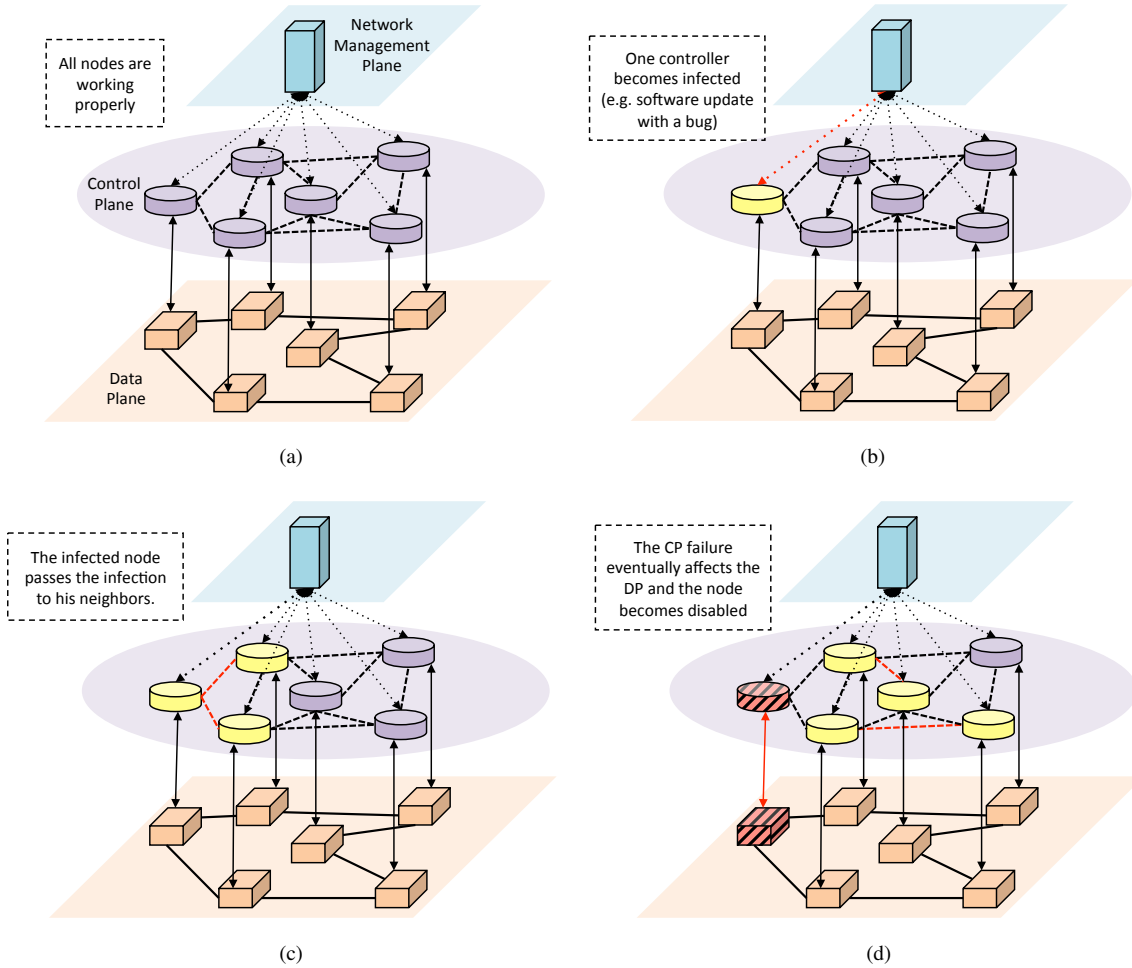 Network
Management
Plane
All nodes are
working
properly
Control
Plane
Data
Plane
(a)
One controller
becomes infected
(e.g. software update
with a bug)
(b)
The infected node
passes the infection
to his neighbors.
(c)
The CP failure
eventually affects the
DP and the node
becomes disabled
(d)